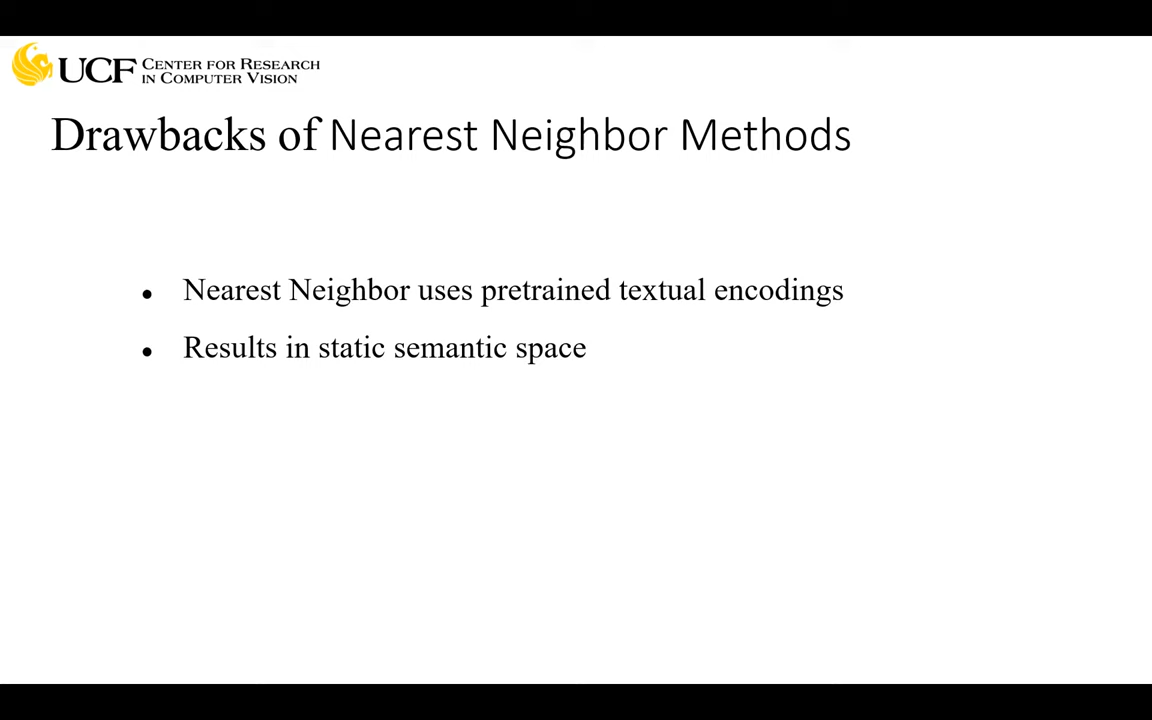 UCF CENTER FOR RESEARCH
IN COMPUTER VISION
Drawbacks of Nearest Neighbor Methods
• Nearest Neighbor uses pretrained textual encodings
• Results in static semantic space